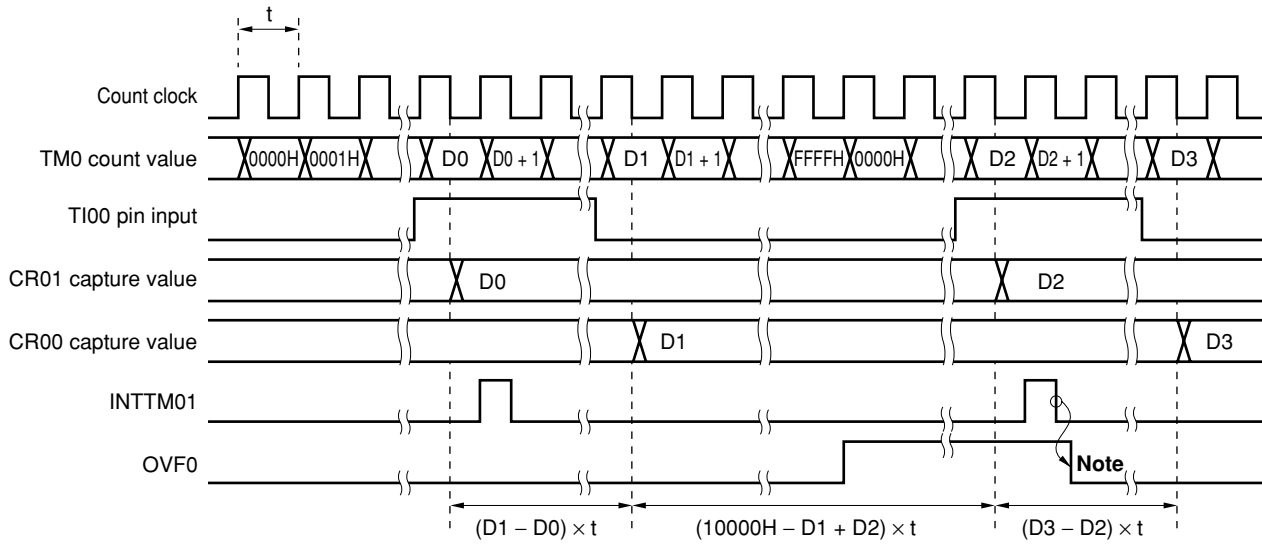 t
Count clock
TM0 count value 0000H 0001H D0 D0 + 1 D1 D1 + 1 FFFFH 0000H D2 D2 + 1 D3
TI00 pin input
CR01 capture value D0 D2
CR00 capture value D1 D3
INTTM01
OVF0 Note
(D1 − D0) × t (10000H − D1 + D2) × t (D3 − D2) × t